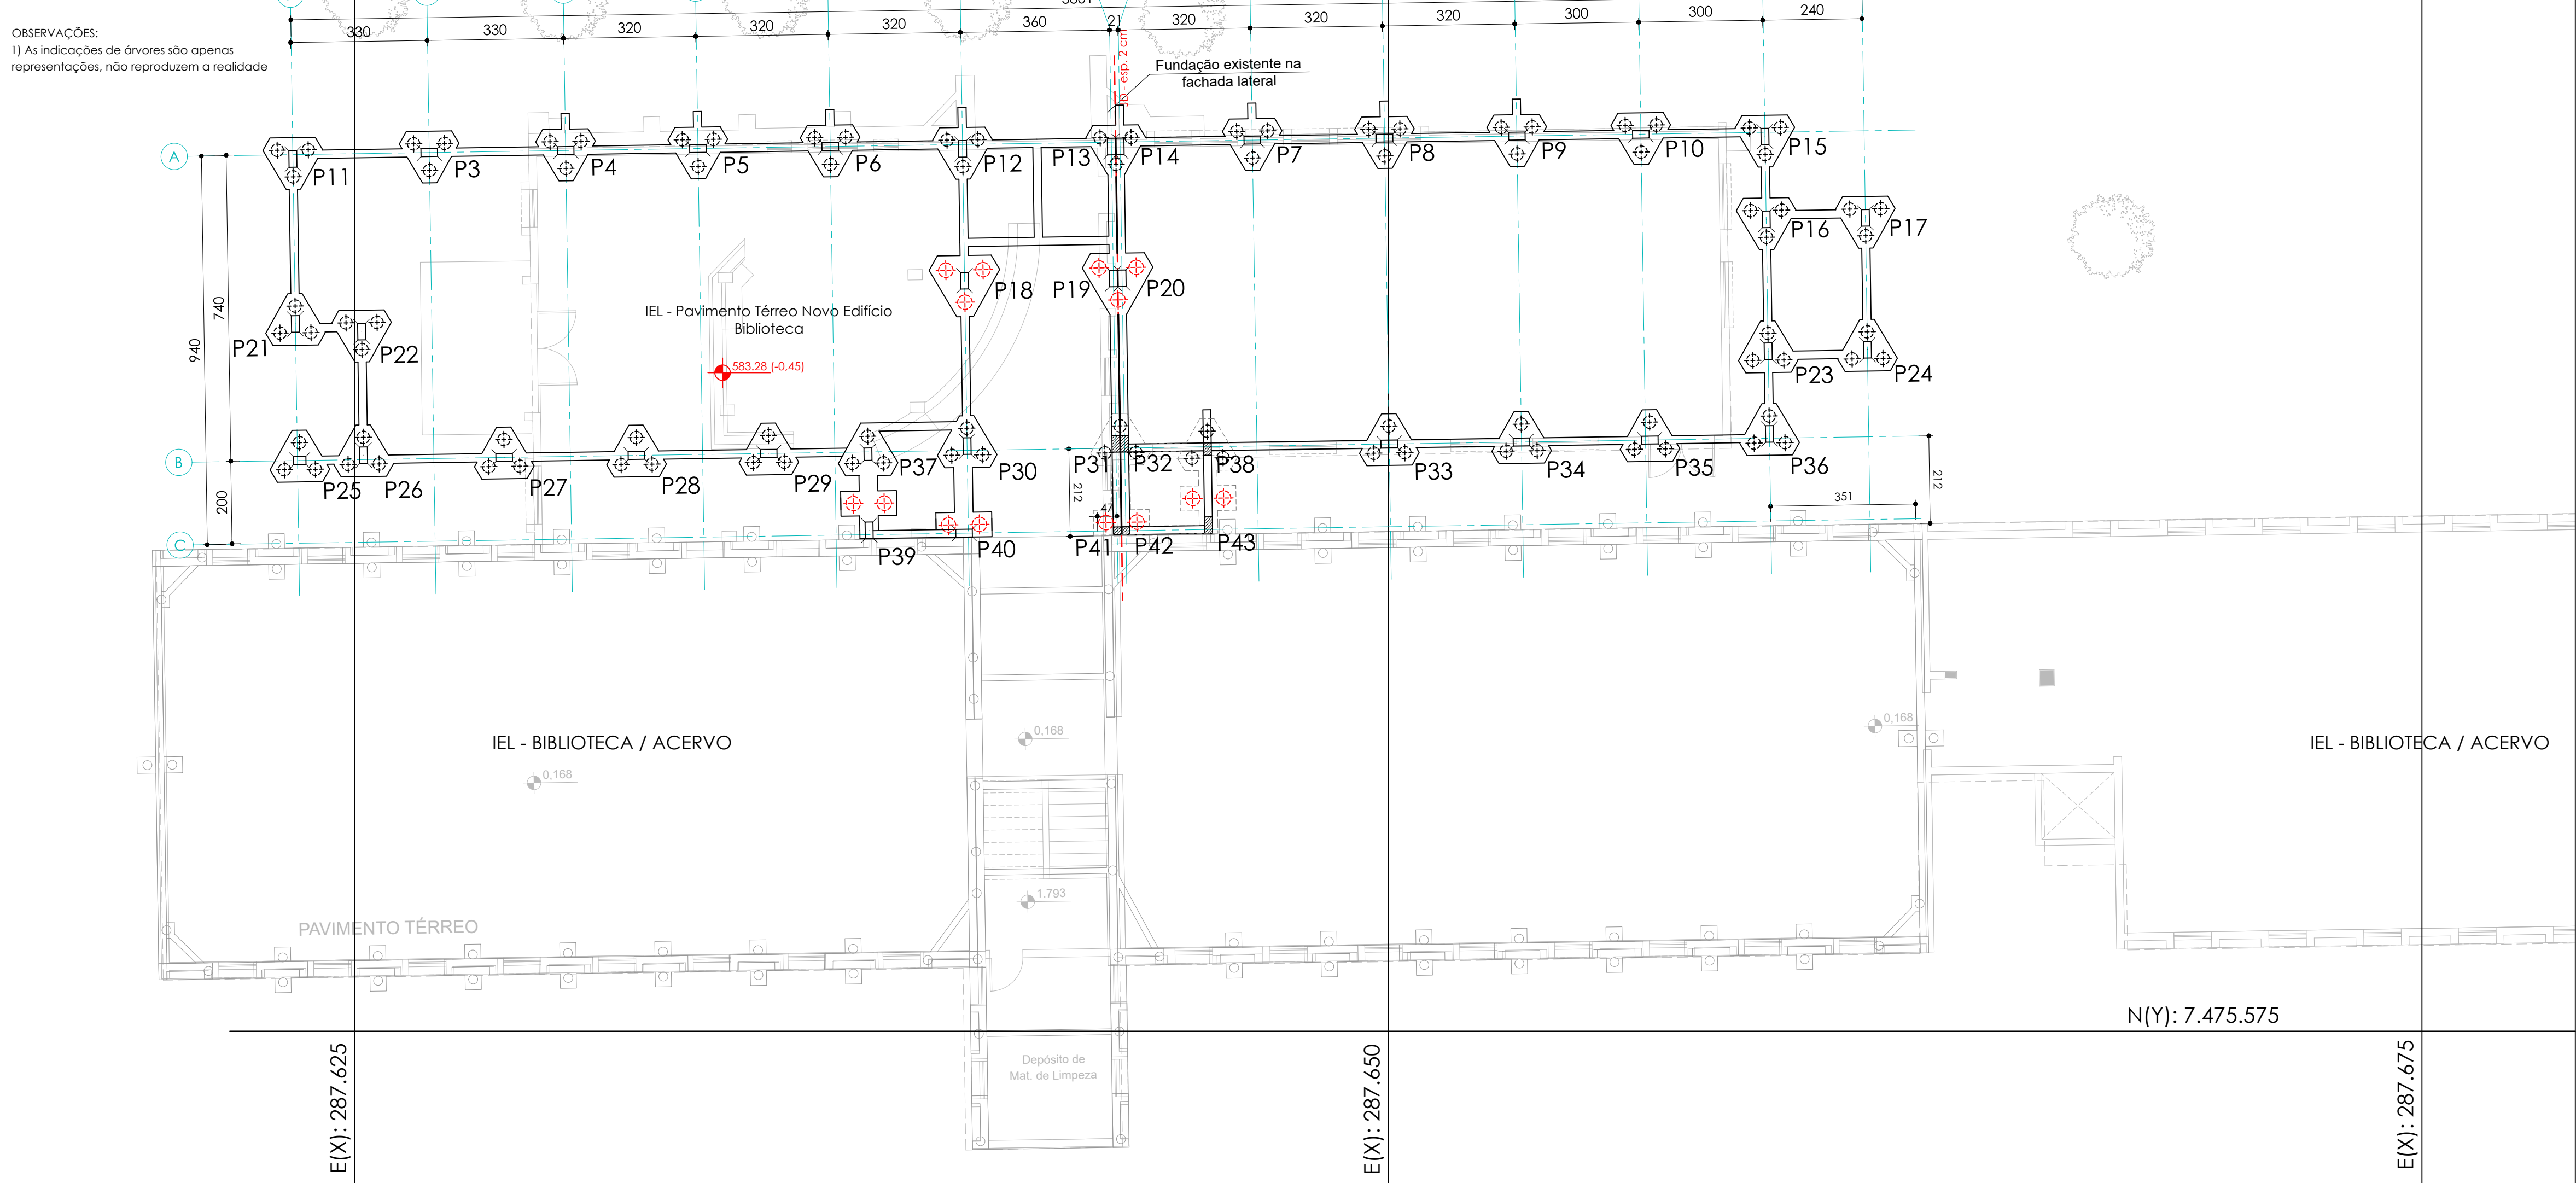 330
330
320
320
320
360
21
320
320
320
300
300
240
OBSERVAÇÕES:
1) As indicações de árvores são apenas
representações, não reproduzem a realidade
JD - esp. 2 cm
Fundação existente na
fachada lateral
A
P11
P3
P4
P5
P6
P12
P13
P14
P7
P8
P9
P10
P15
P16
P17
P18
P19
P20
940
740
IEL - Pavimento Térreo Novo Edifício
Biblioteca
583.28 (-0,45)
P21
P22
P23
P24
B
P25
P26
P27
P28
P29
P37
P30
P31
P32
P38
P33
P34
P35
P36
200
212
47
351
212
C
P39
P40
P41
P42
P43
IEL - BIBLIOTECA / ACERVO
0,168
0,168
0,168
IEL - BIBLIOTECA / ACERVO
1.793
PAVIMENTO TÉRREO
N(Y): 7.475.575
Depósito de
Mat. de Limpeza
E(X): 287.625
E(X): 287.650
E(X): 287.675